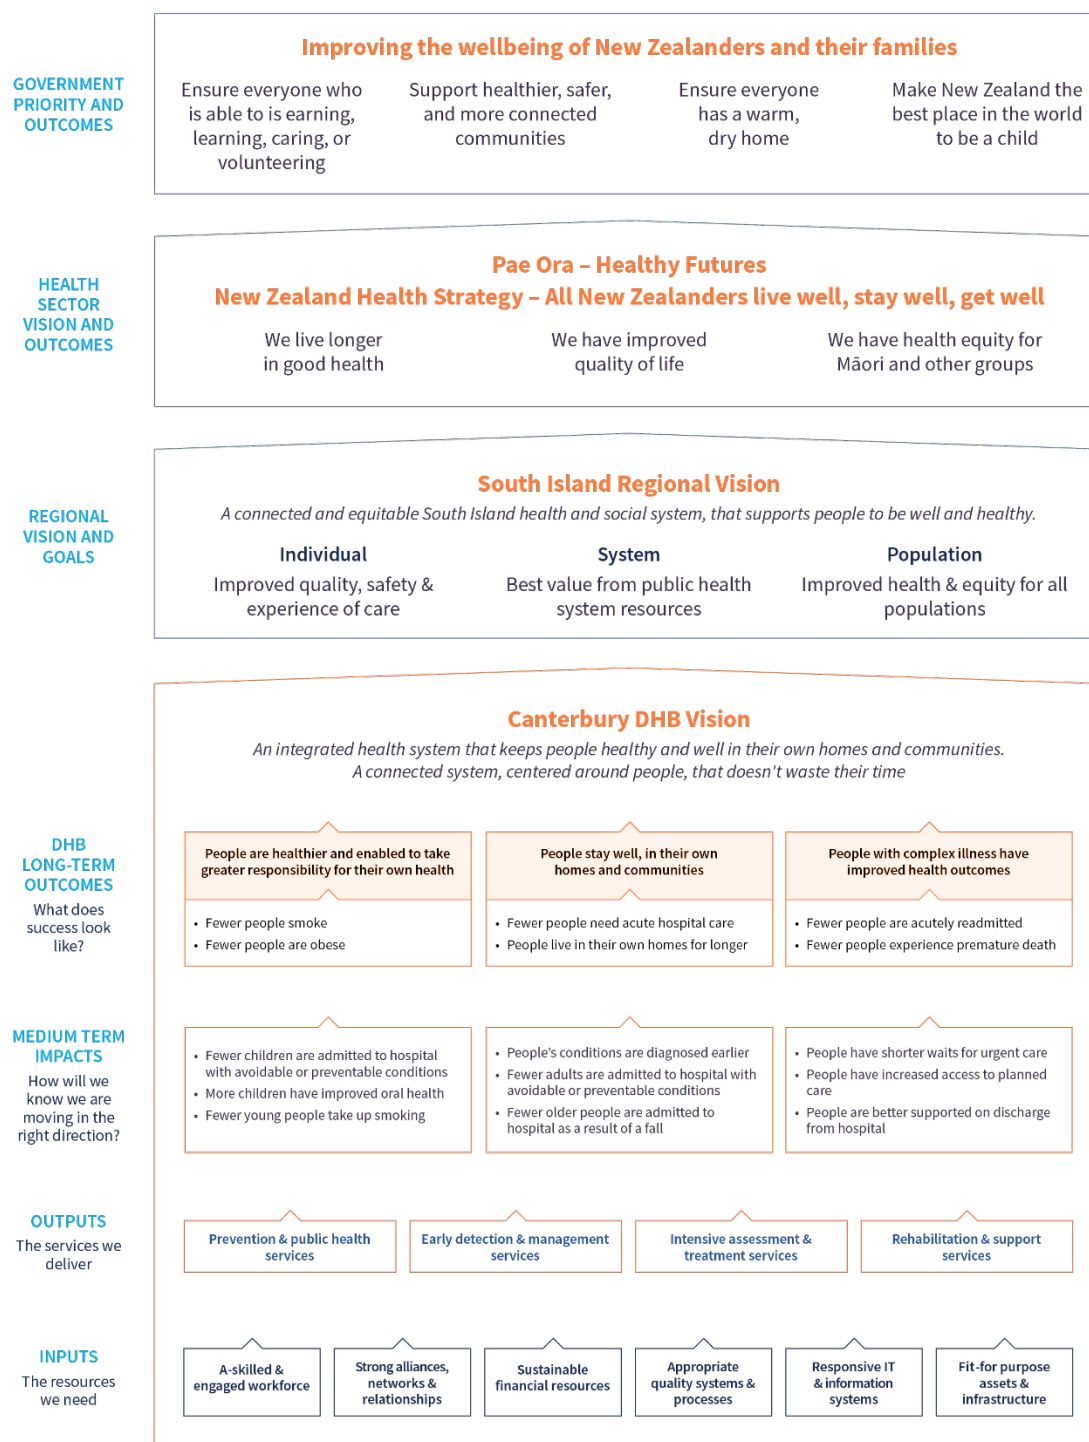 GOVERNMENT
PRIORITY AND
OUTCOMES
Improving the wellbeing of New Zealanders and their families
Ensure everyone who
is able to is earning,
learning, caring, or
volunteering
Support healthier, safer,
and more connected
communities
Ensure everyone
has a warm,
dry home
Make New Zealand the
best place in the world
to be a child
HEALTH
SECTOR
VISION AND
OUTCOMES
Pae Ora – Healthy Futures
New Zealand Health Strategy – All New Zealanders live well, stay well, get well
We live longer
in good health
We have improved
quality of life
We have health equity for
Māori and other groups
REGIONAL
VISION AND
GOALS
South Island Regional Vision
A connected and equitable South Island health and social system, that supports people to be well and healthy.
Individual
Improved quality, safety &
experience of care
System
Best value from public health
system resources
Population
Improved health & equity for all
populations
Canterbury DHB Vision
An integrated health system that keeps people healthy and well in their own homes and communities.
A connected system, centered around people, that doesn't waste their time
DHB
LONG-TERM
OUTCOMES
What does
success look
like?
People are healthier and enabled to take
greater responsibility for their own health
• Fewer people smoke
• Fewer people are obese
People stay well, in their own
homes and communities
• Fewer people need acute hospital care
• People live in their own homes for longer
People with complex illness have
improved health outcomes
• Fewer people are acutely readmitted
• Fewer people experience premature death
MEDIUM TERM
IMPACTS
How will we
know we are
moving in the
right direction?
• Fewer children are admitted to hospital
with avoidable or preventable conditions
• More children have improved oral health
• Fewer young people take up smoking
• People's conditions are diagnosed earlier
• Fewer adults are admitted to hospital with
avoidable or preventable conditions
• Fewer older people are admitted to
hospital as a result of a fall
• People have shorter waits for urgent care
• People have increased access to planned
care
• People are better supported on discharge
from hospital
OUTPUTS
The services we
deliver
Prevention & public health
services
Early detection & management
services
Intensive assessment &
treatment services
Rehabilitation & support
services
INPUTS
The resources
we need
A-skilled &
engaged workforce
Strong alliances,
networks &
relationships
Sustainable
financial resources
Appropriate
quality systems &
processes
Responsive IT
& information
systems
Fit-for purpose
assets &
infrastructure